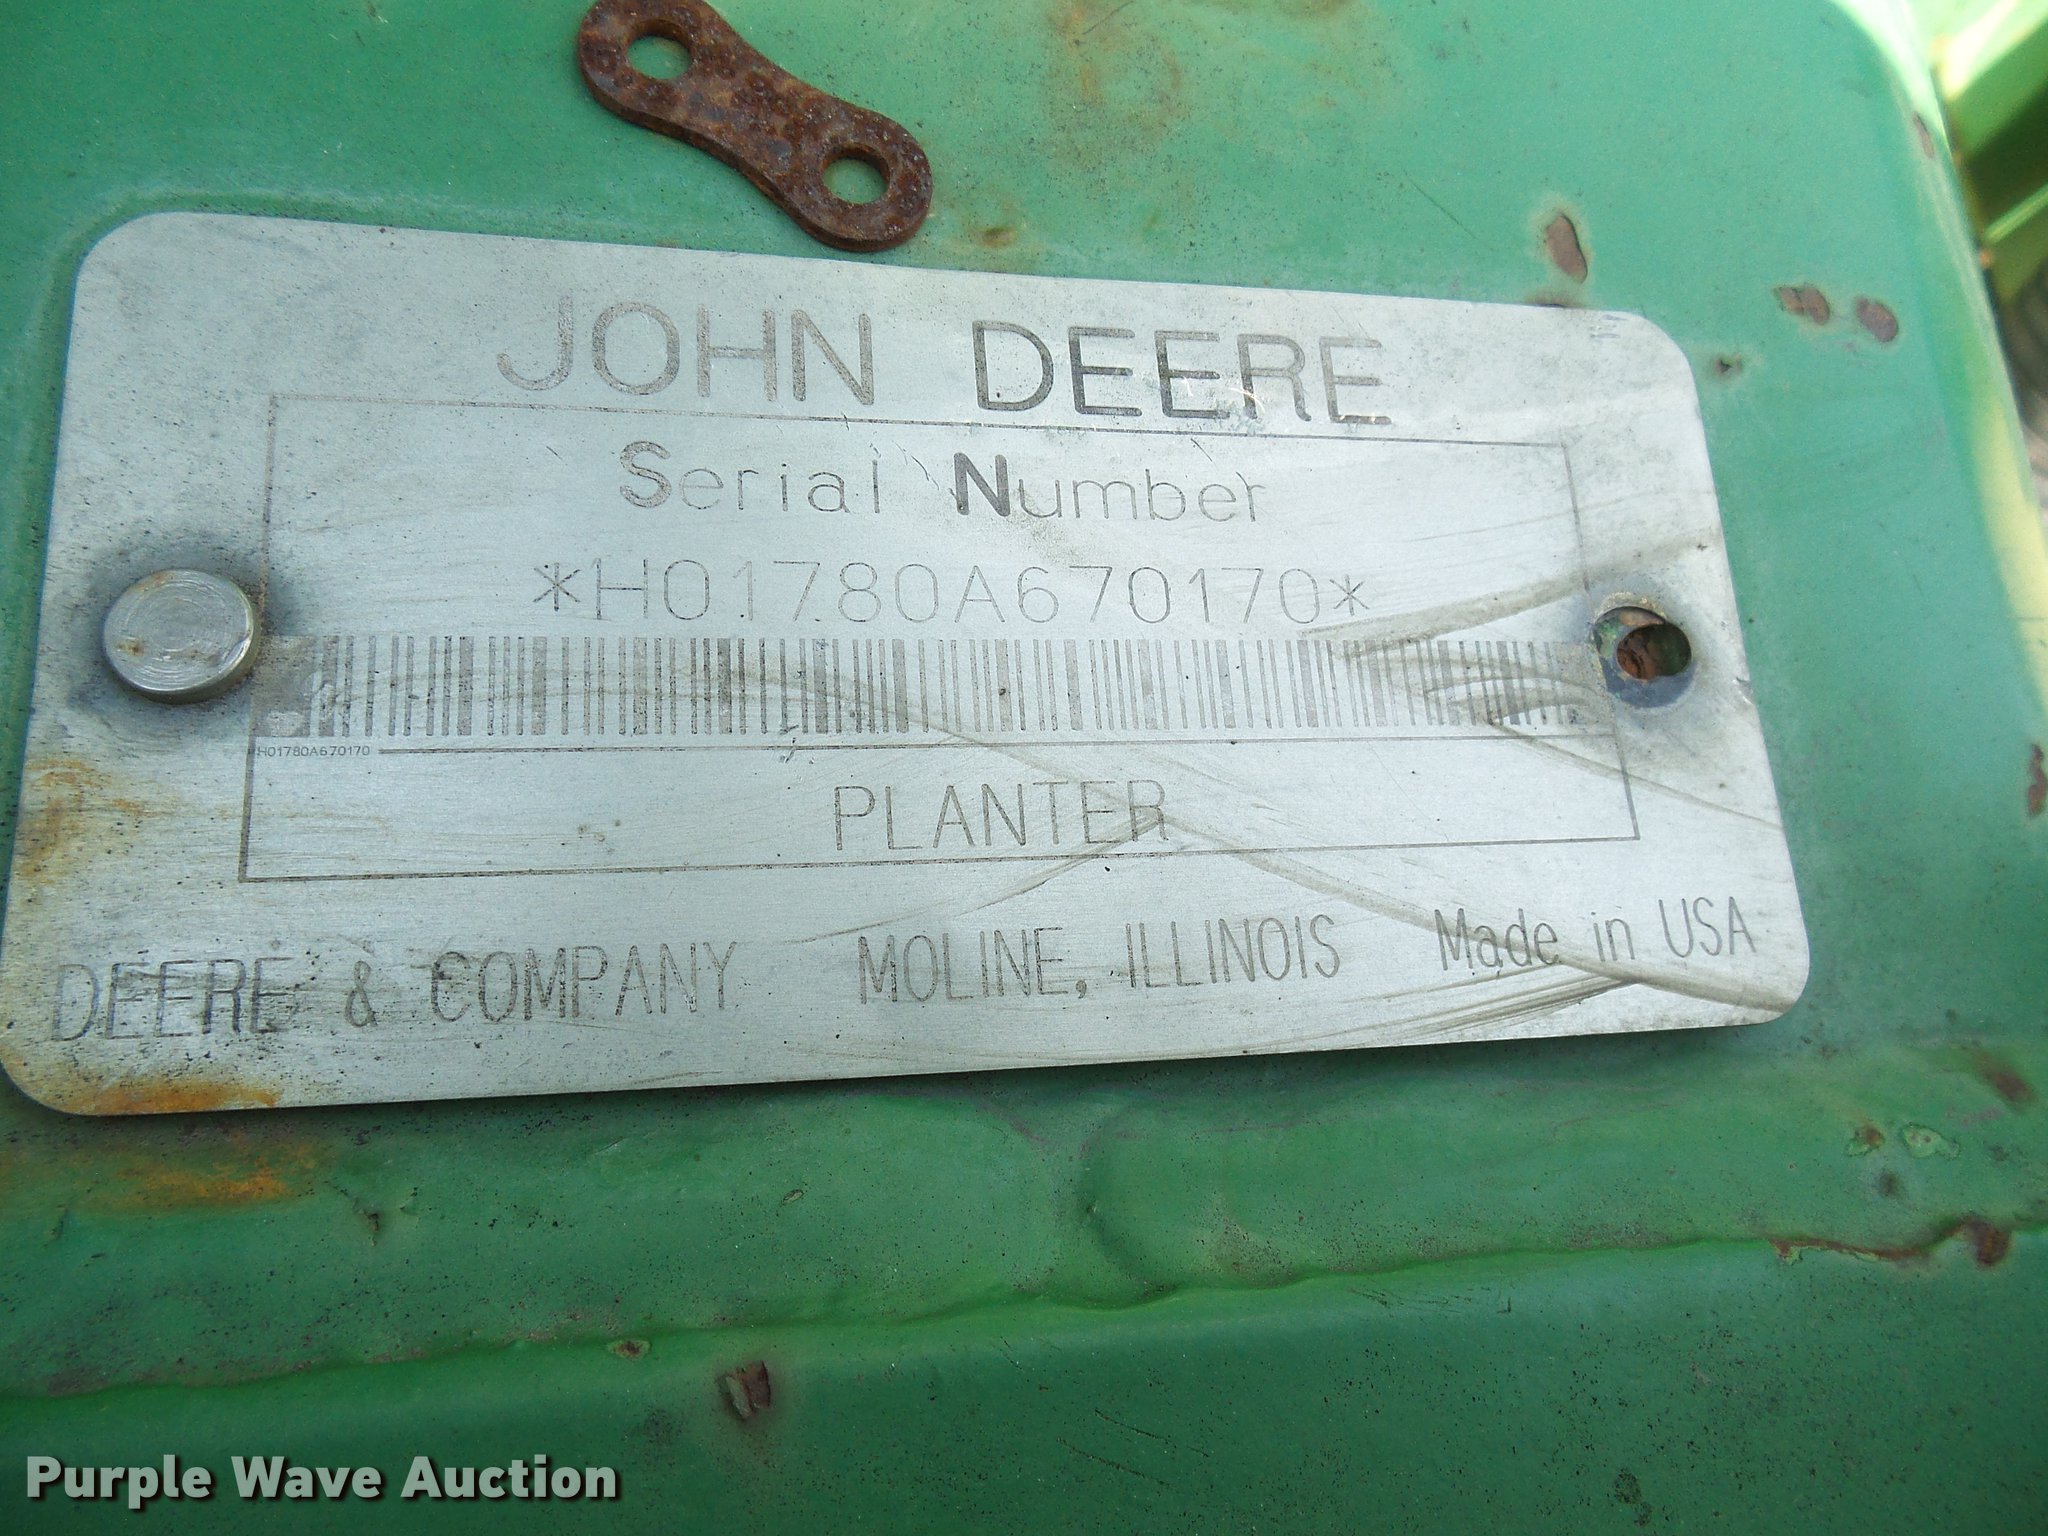 JOHN DEERE
Serial Number
*H01780A670170*
H01780A670170
PLANTER
DEERE & COMPANY MOLINE, ILLINOIS Made in USA
Purple Wave Auction